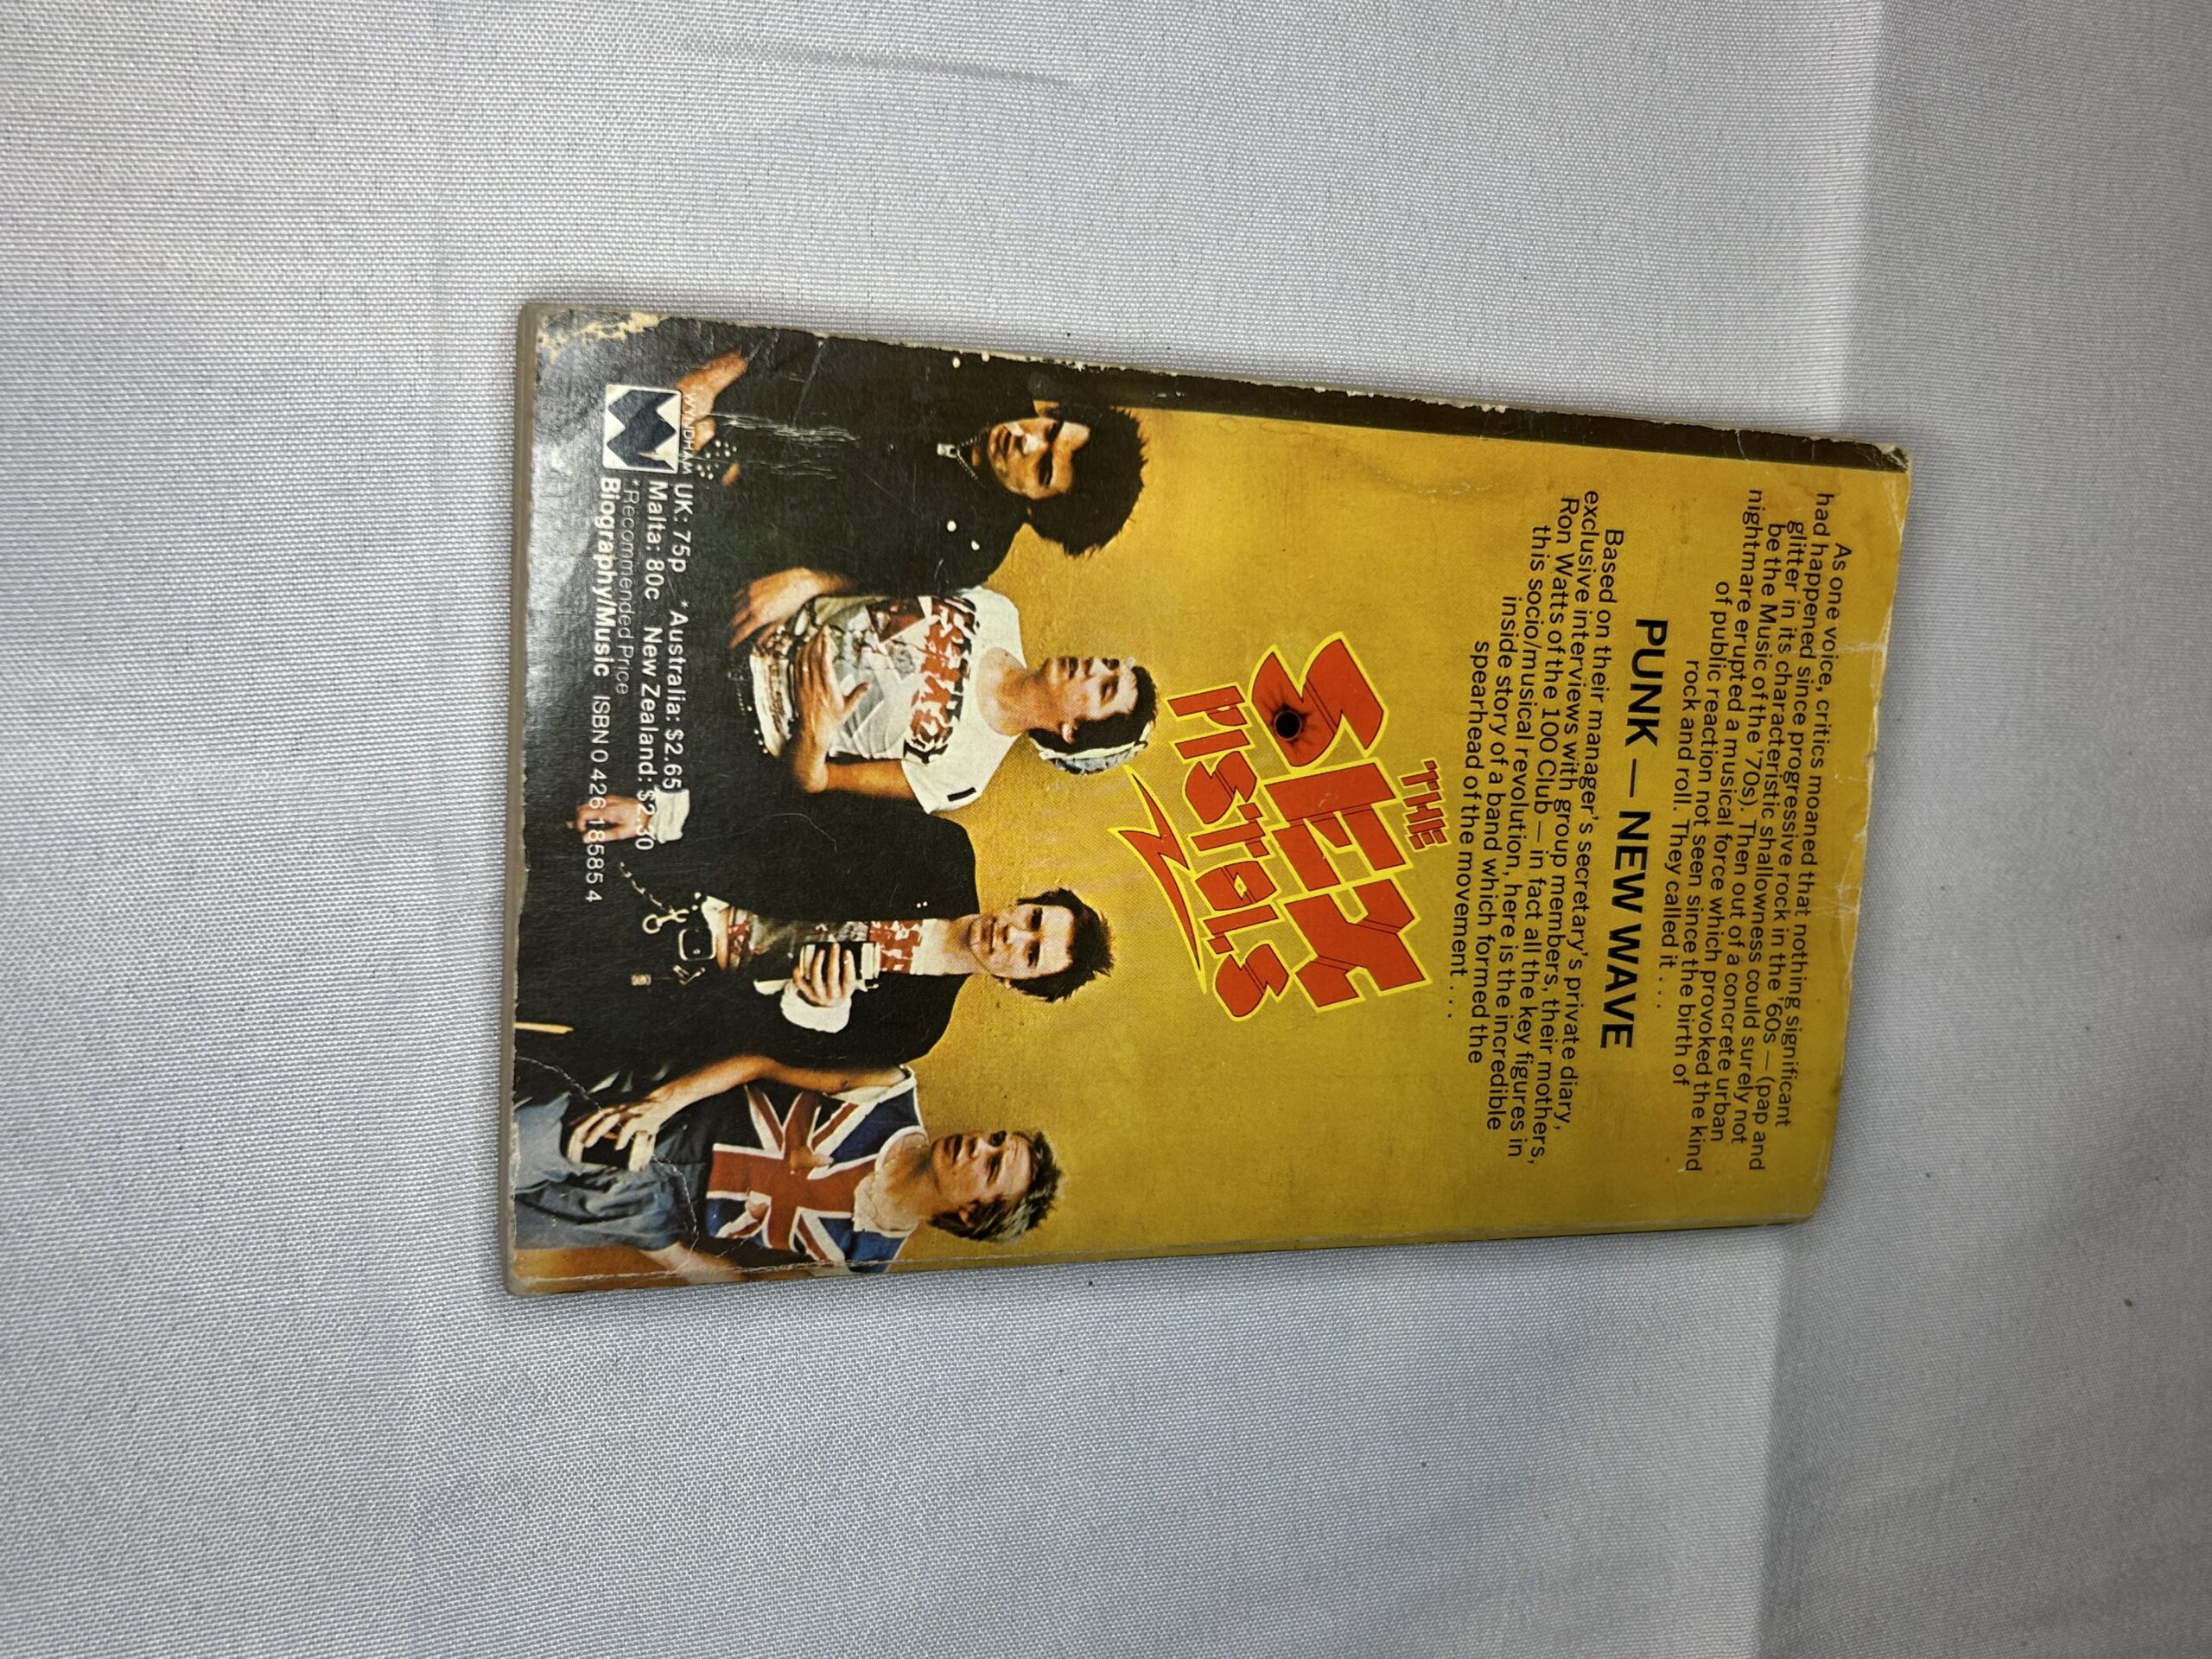 As one voice, critics moaned that nothing significant
had happened since progressive rock in the '60s — (pap and
glitter in its characteristic shallowness could surely not
be the Music of the '70s). Then out of a concrete urban
nightmare erupted a musical force which provoked the kind
of public reaction not seen since the birth of
rock and roll. They called it . . . .
PUNK — NEW WAVE
Based on their manager's secretary's private diary,
exclusive interviews with group members, their mothers,
Ron Watts of the 100 Club — in fact all the key figures in
this socio/musical revolution, here is the incredible
inside story of a band which formed the
spearhead of the movement . . . .
THE
SEX
PISTOLS
WYNDHAM
UK: 75p *Australia: $2.65
Malta: 80c New Zealand: $2.30
*Recommended Price
Biography/Music ISBN 0 426 18585 4